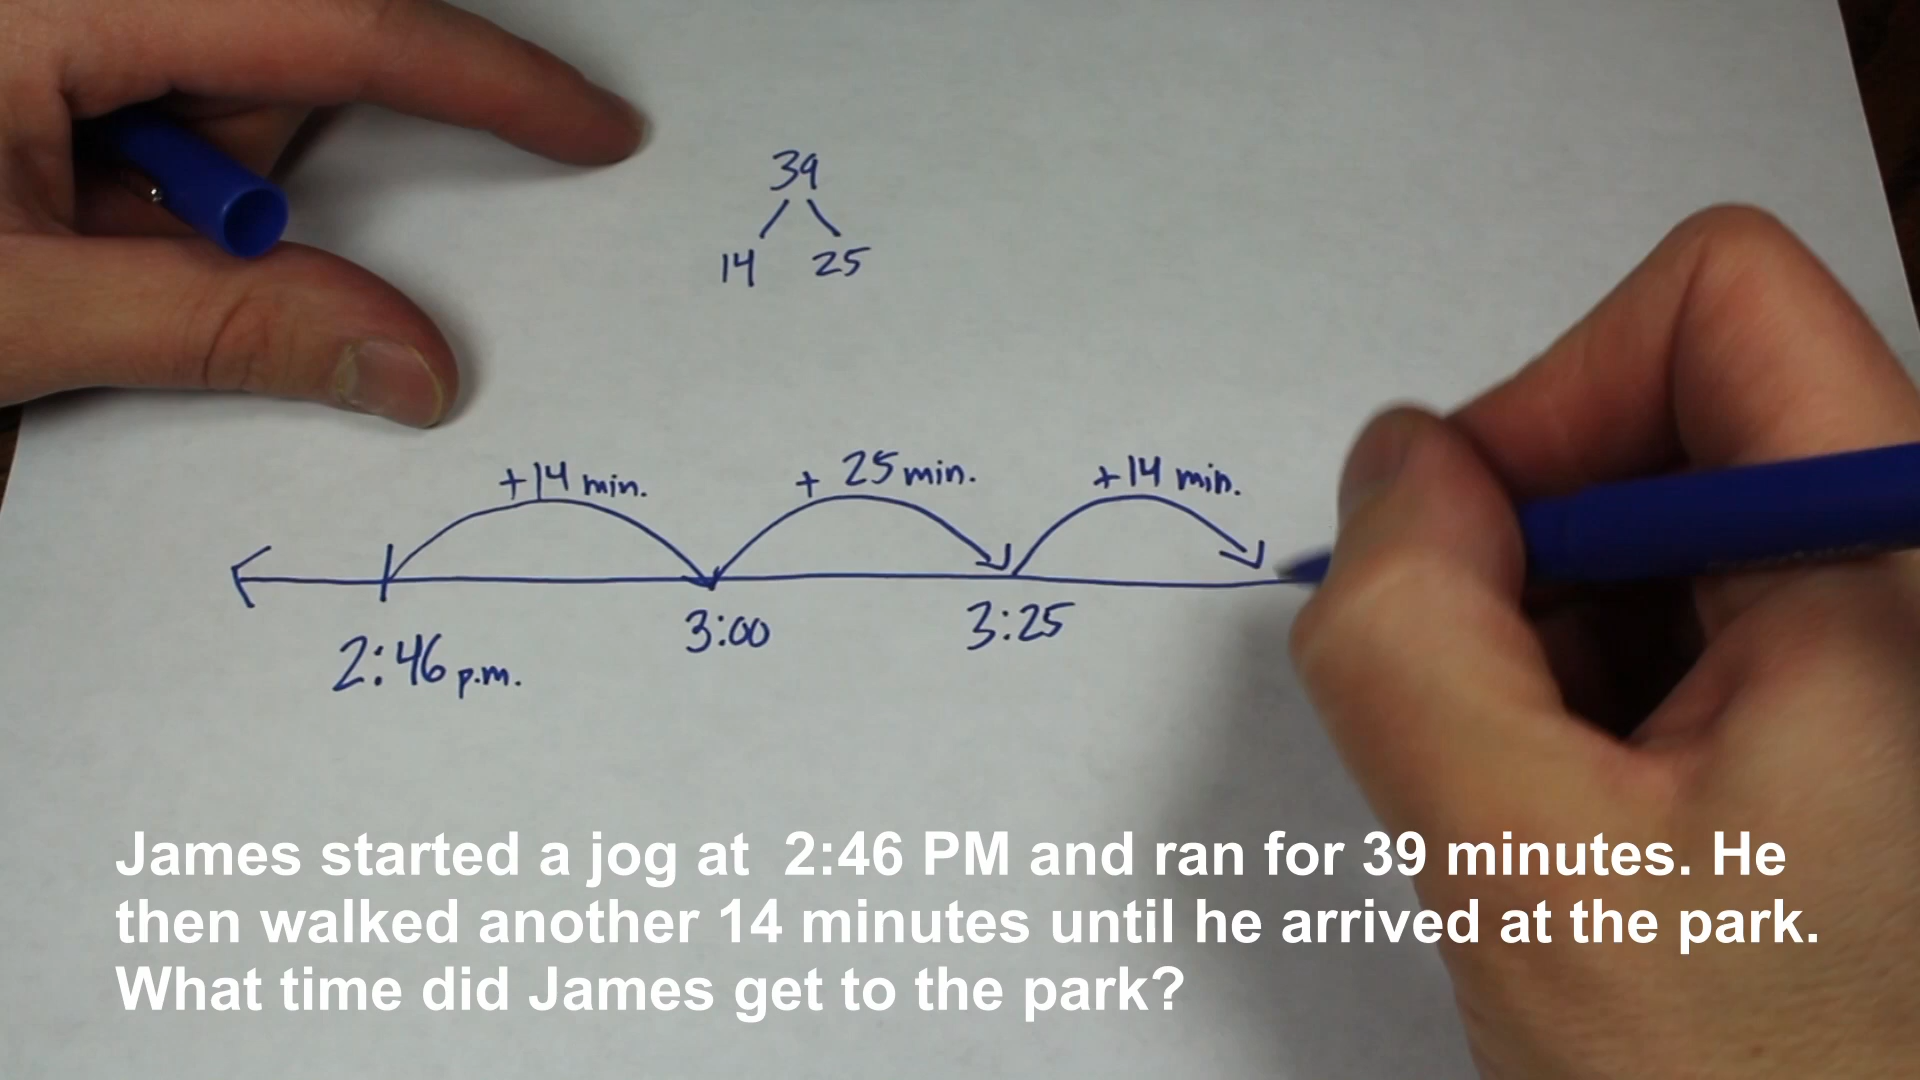 39
14 25
+14 min. + 25 min. +14 min.
2:46 p.m. 3:00 3:25
James started a jog at 2:46 PM and ran for 39 minutes. He
then walked another 14 minutes until he arrived at the park.
What time did James get to the park?